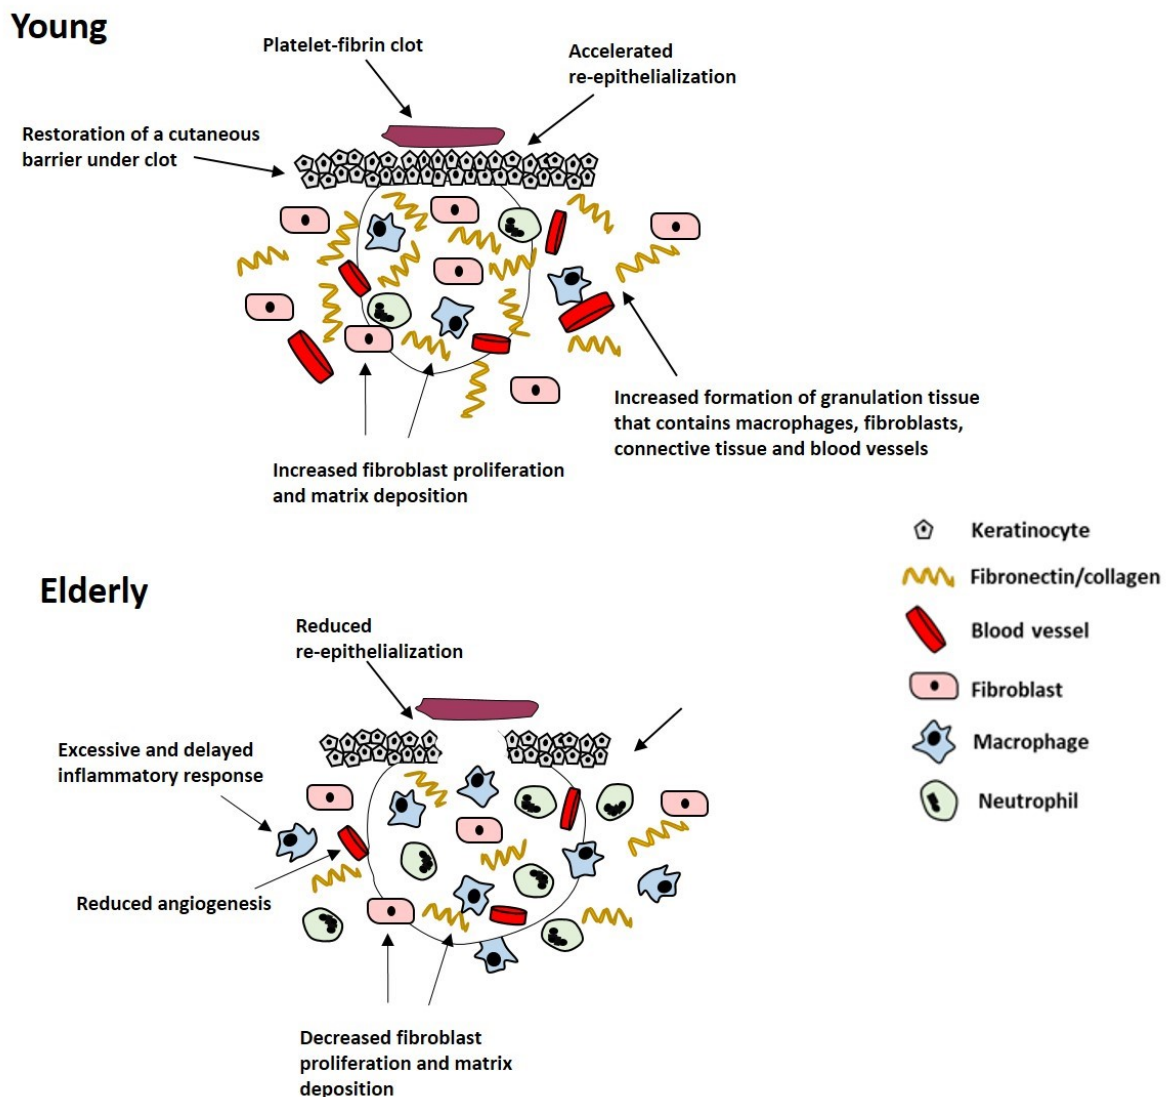 Young
Platelet-fibrin clot
Accelerated
re-epithelialization
Restoration of a cutaneous
barrier under clot
Increased formation of granulation tissue
that contains macrophages, fibroblasts,
connective tissue and blood vessels
Increased fibroblast proliferation
and matrix deposition
Keratinocyte
Fibronectin/collagen
Blood vessel
Fibroblast
Macrophage
Neutrophil
Elderly
Reduced
re-epithelialization
Excessive and delayed
inflammatory response
Reduced angiogenesis
Decreased fibroblast
proliferation and matrix
deposition